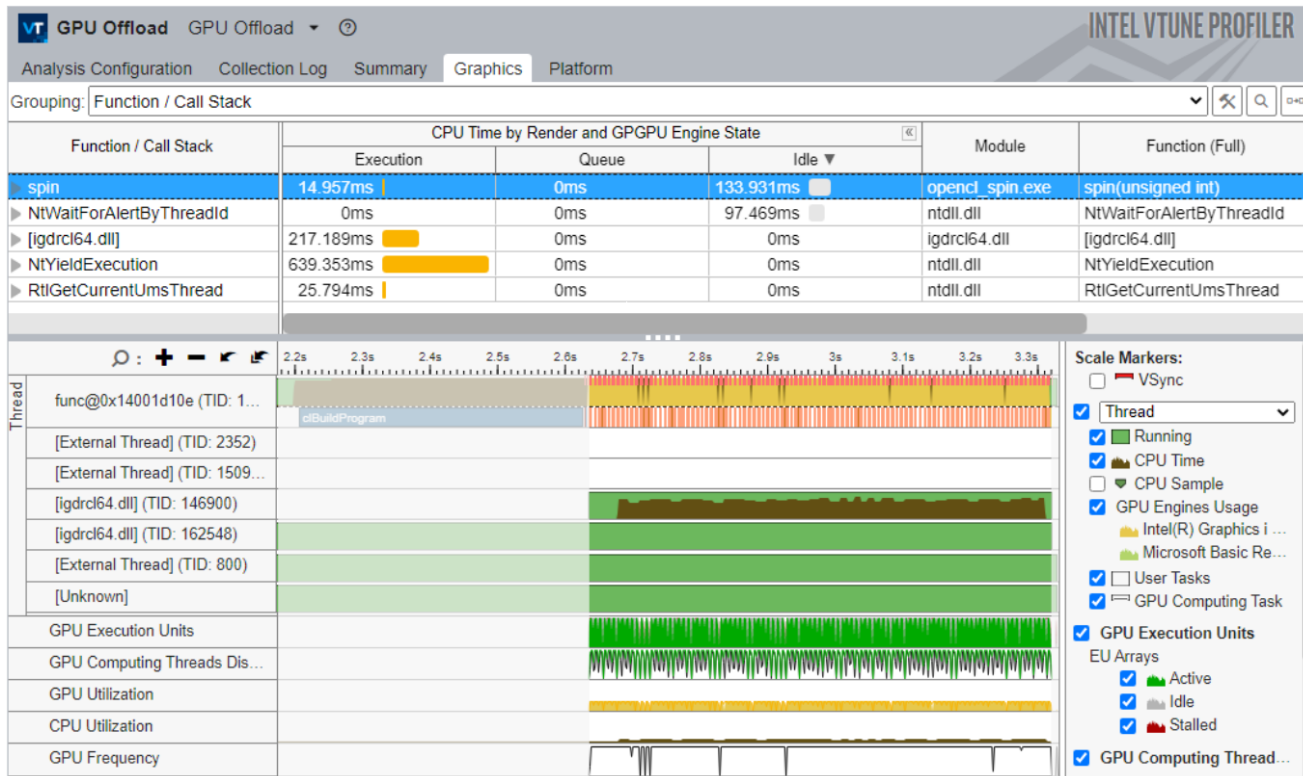 VT GPU Offload GPU Offload INTEL VTUNE PROFILER
Analysis Configuration Collection Log Summary Graphics Platform
Grouping: Function / Call Stack
Function / Call Stack CPU Time by Render and GPGPU Engine State Module Function (Full)
Execution Queue Idle ▼
spin 14.957ms 0ms 133.931ms opencl_spin.exe spin(unsigned int)
NtWaitForAlertByThreadId 0ms 0ms 97.469ms ntdll.dll NtWaitForAlertByThreadId
[igdrcl64.dll] 217.189ms 0ms 0ms igdrcl64.dll [igdrcl64.dll]
NtYieldExecution 639.353ms 0ms 0ms ntdll.dll NtYieldExecution
RtlGetCurrentUmsThread 25.794ms 0ms 0ms ntdll.dll RtlGetCurrentUmsThread
2.2s 2.3s 2.4s 2.5s 2.6s 2.7s 2.8s 2.9s 3s 3.1s 3.2s 3.3s
Thread
func@0x14001d10e (TID: 1...
clBuildProgram
[External Thread] (TID: 2352)
[External Thread] (TID: 1509...
[igdrcl64.dll] (TID: 146900)
[igdrcl64.dll] (TID: 162548)
[External Thread] (TID: 800)
[Unknown]
GPU Execution Units
GPU Computing Threads Dis...
GPU Utilization
CPU Utilization
GPU Frequency
Scale Markers:
VSync
Thread
Running
CPU Time
CPU Sample
GPU Engines Usage
Intel(R) Graphics i ...
Microsoft Basic Re...
User Tasks
GPU Computing Task
GPU Execution Units
EU Arrays
Active
Idle
Stalled
GPU Computing Thread...